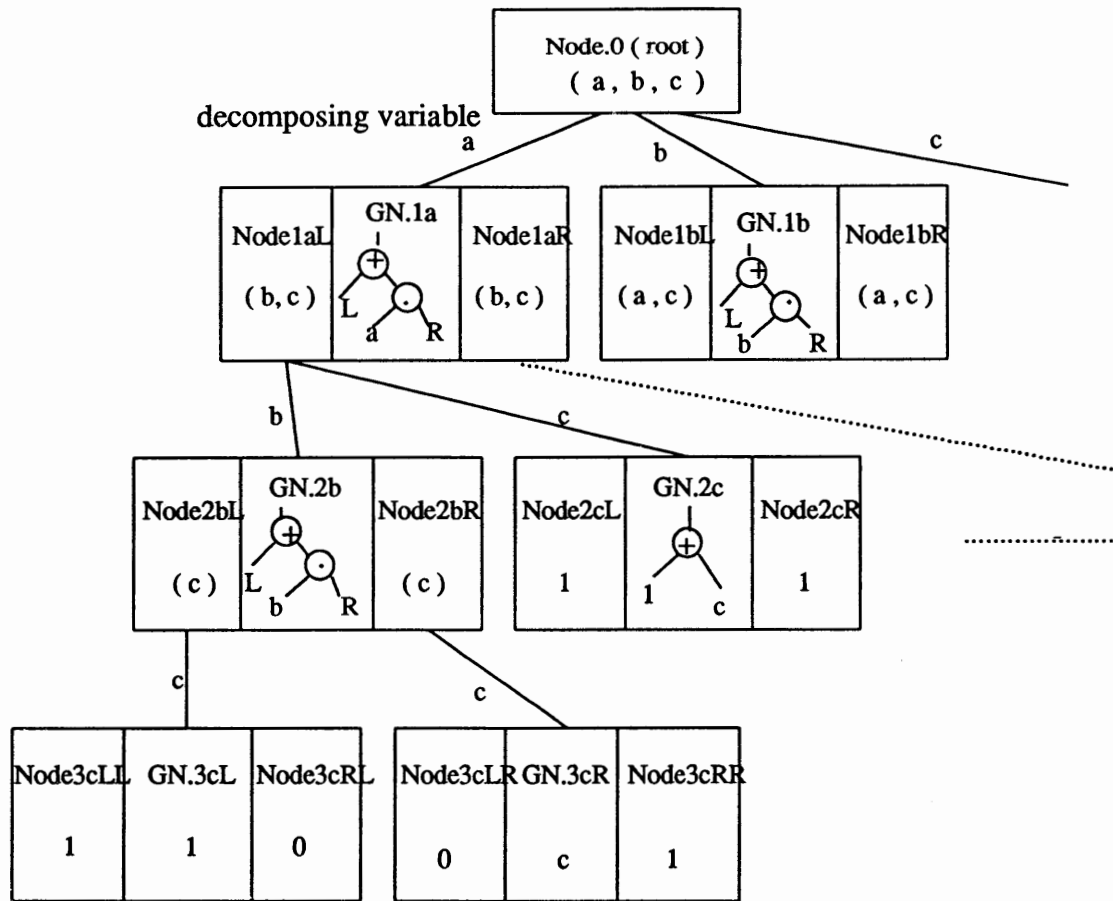 Node.0 ( root )
( a , b , c )
decomposing variable
a
b
c
Node1aL
GN.1a
Node1aR
Node1bL
GN.1b
Node1bR
+
+
( b, c )
L
.
( b, c )
( a , c )
L
.
( a , c )
a
R
b
R
b
c
Node2bL
GN.2b
Node2bR
Node2cL
GN.2c
Node2cR
+
+
( c )
L
.
( c )
1
1
c
1
b
R
c
c
Node3cLL
GN.3cL
Node3cRL
Node3cLR
GN.3cR
Node3cRR
1
1
0
0
c
1